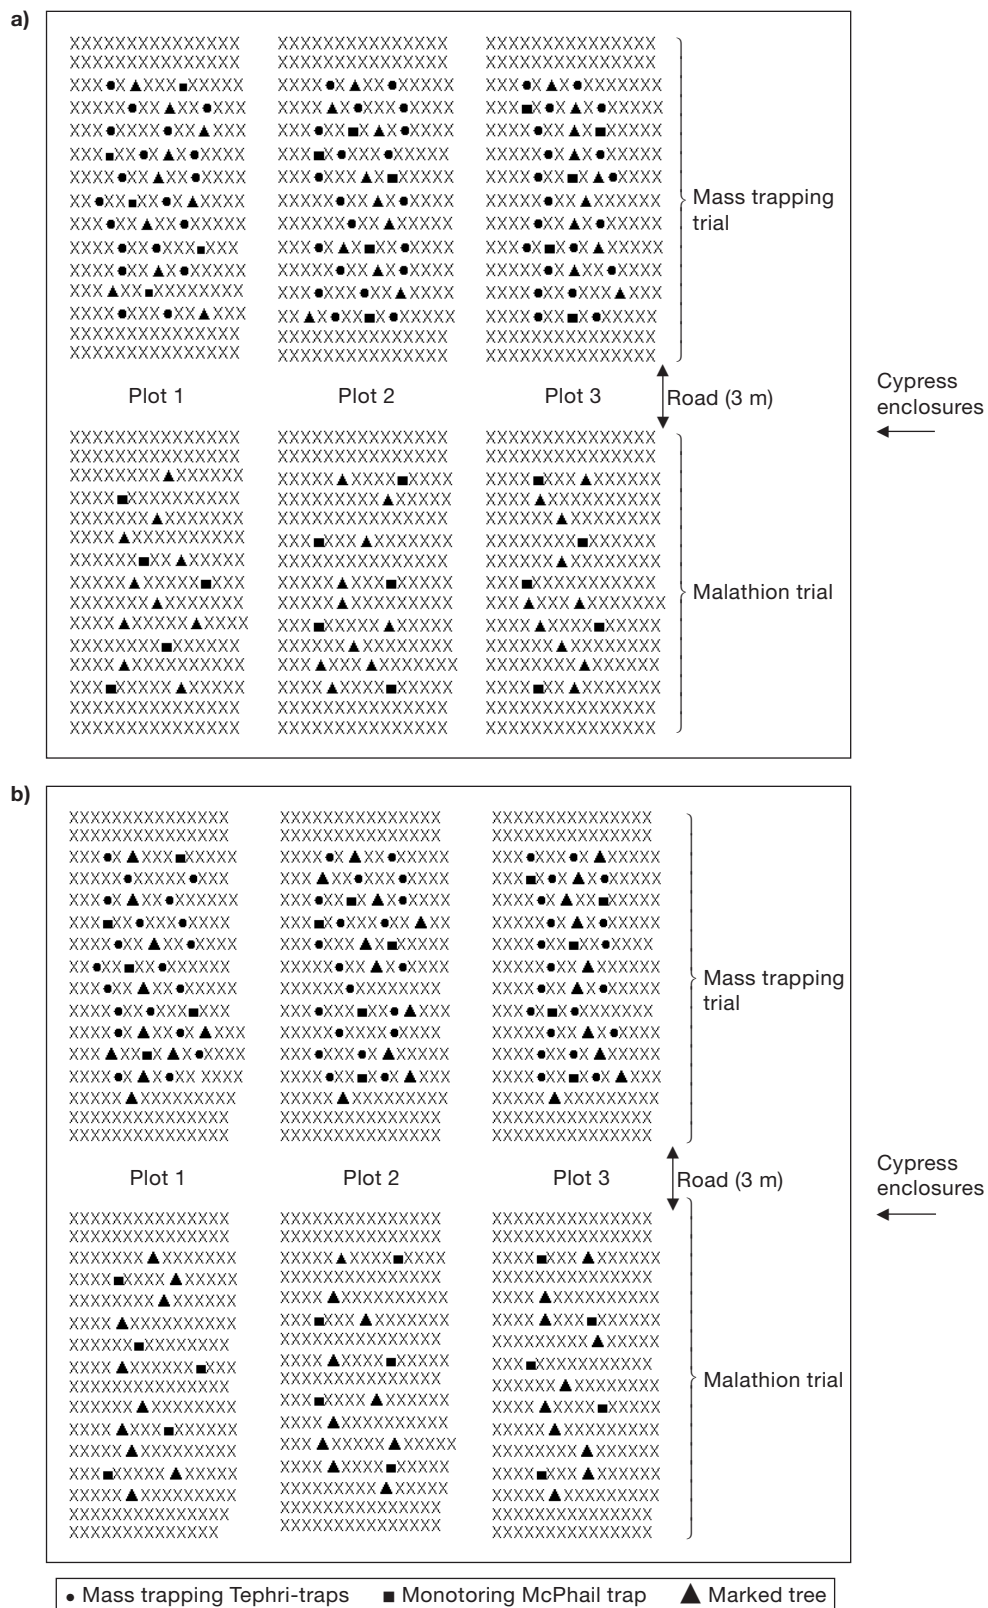 a)
Mass trapping
trial
Plot 1
Plot 2
Plot 3
Road (3 m)
Cypress
enclosures
Malathion trial
b)
Mass trapping
trial
Plot 1
Plot 2
Plot 3
Road (3 m)
Cypress
enclosures
Malathion trial
Mass trapping Tephri-traps
Monotoring McPhail trap
Marked tree